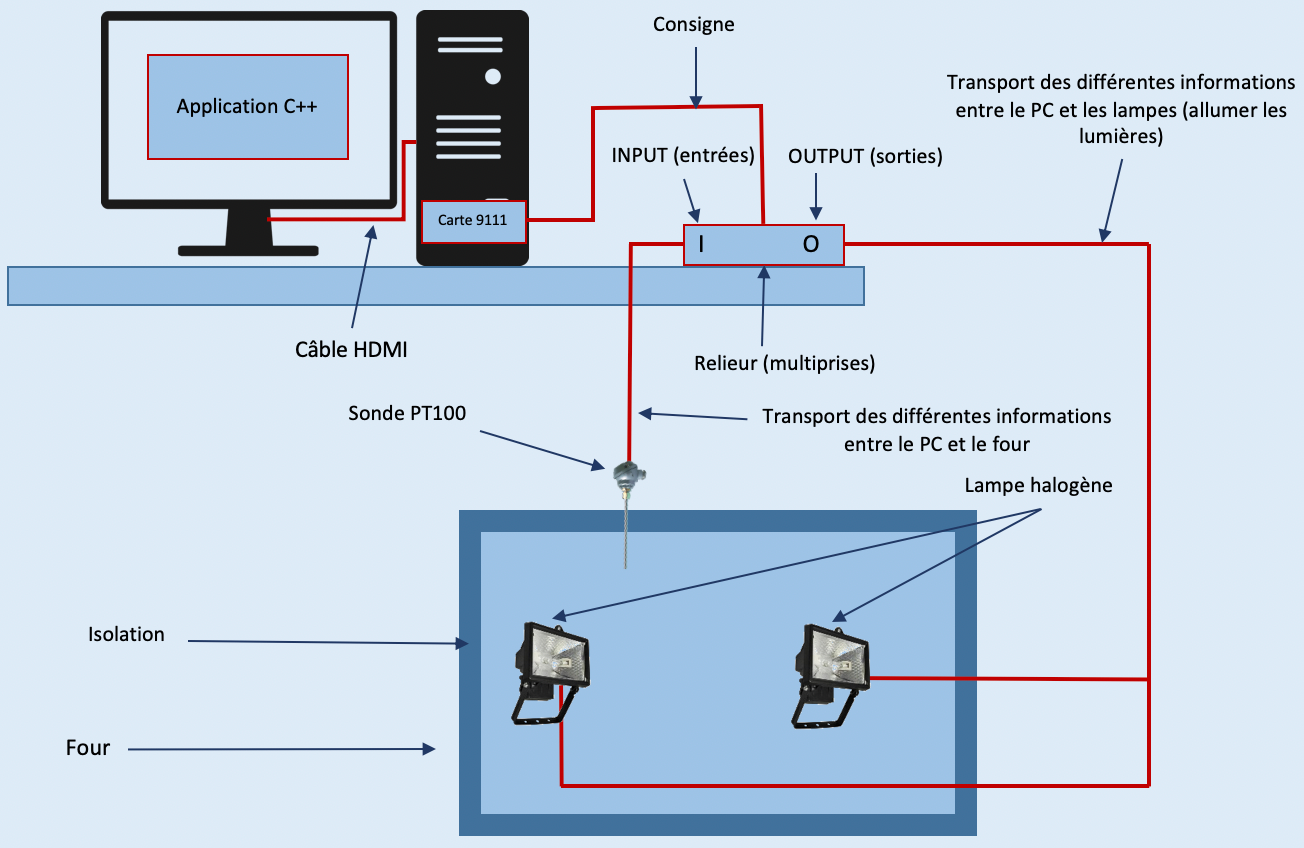 Consigne
Application C++
Transport des différentes informations
entre le PC et les lampes (allumer les
lumières)
INPUT (entrées)
OUTPUT (sorties)
Carte 9111
I
O
Câble HDMI
Relieur (multiprises)
Sonde PT100
Transport des différentes informations
entre le PC et le four
Lampe halogène
Isolation
Four